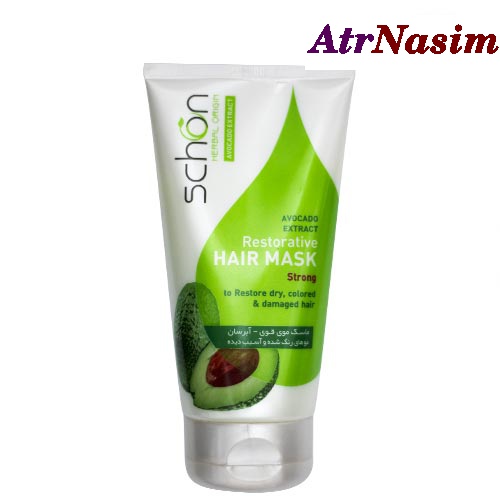 AtrNasim
schön
HERBAL ORIGIN
AVOCADO EXTRACT
AVOCADO
EXTRACT
Restorative
HAIR MASK
Strong
to Restore dry, colored
& damaged hair
ماسک موی قوی - آبرسان
موهای رنگ شده و آسیب دیده